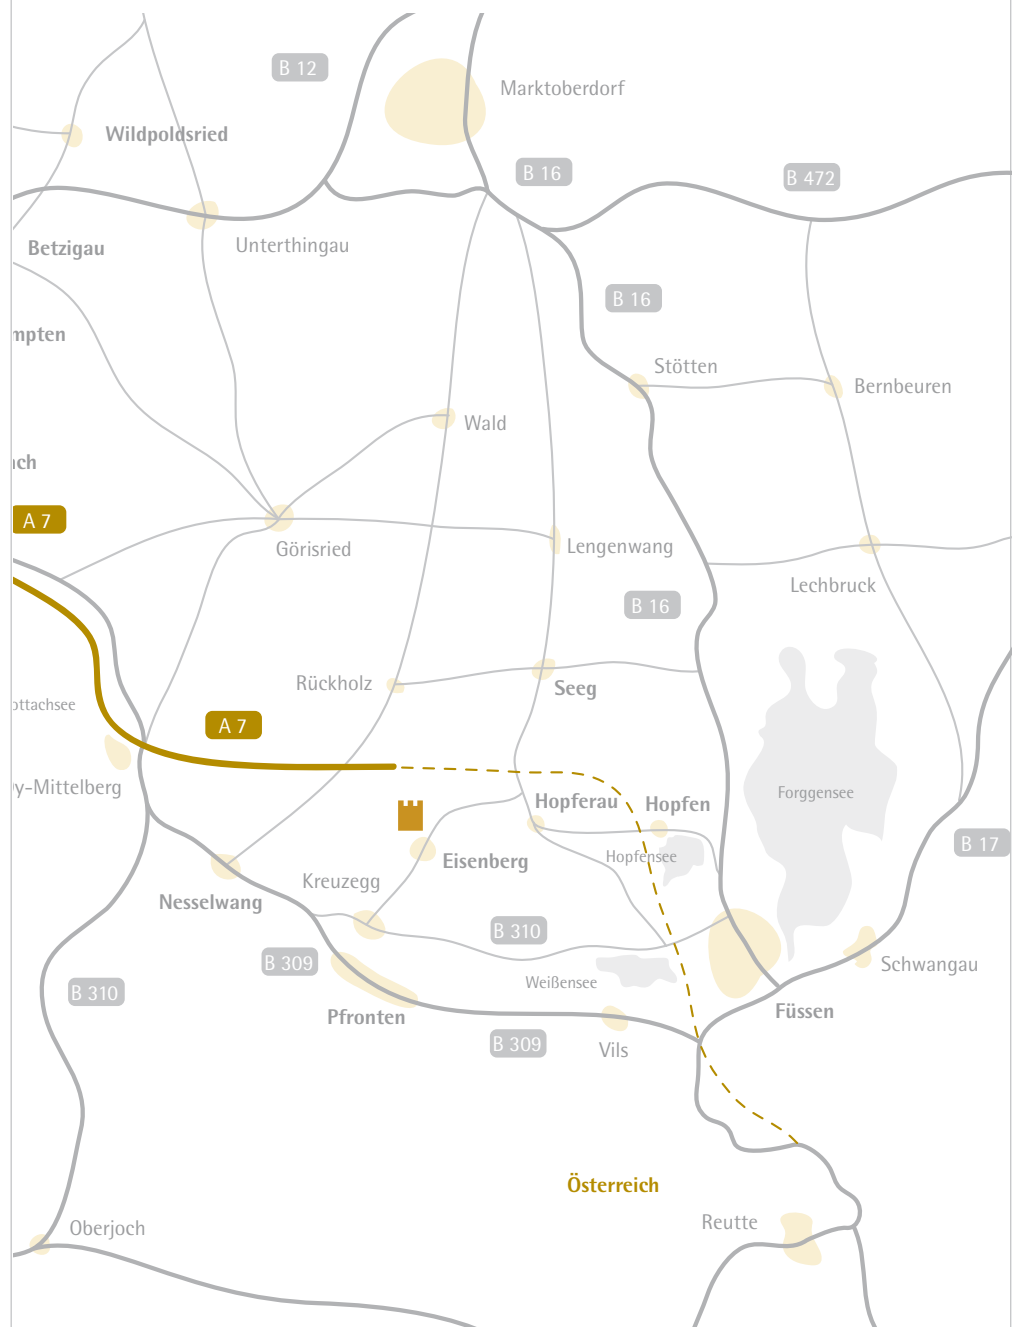 B 12
Marktoberdorf
Wildpoldsried
B 16
B 472
Betzigau
Unterthingau
B 16
mpten
Stötten
Bernbeuren
Wald
ach
A 7
Görisried
Lengenwang
Lechbruck
B 16
Rückholz
Seeg
ottachsee
A 7
y-Mittelberg
Hopferau
Hopfen
Forggensee
Hopfensee
Eisenberg
B 17
Kreuzegg
Nesselwang
B 310
B 309
Schwangau
Weißensee
B 310
Pfronten
Füssen
B 309
Vils
Österreich
Reutte
Oberjoch